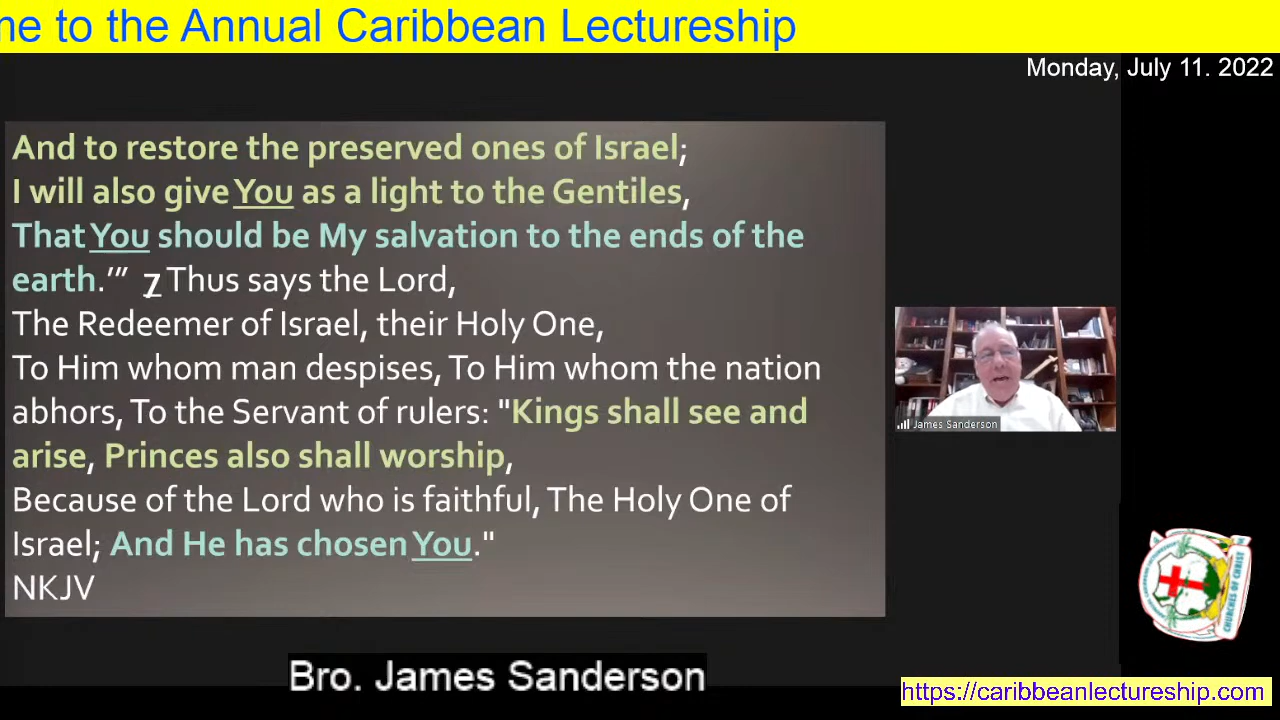 ne to the Annual Caribbean Lectureship
Monday, July 11. 2022
And to restore the preserved ones of Israel;
I will also give You as a light to the Gentiles,
That You should be My salvation to the ends of the
earth.’” 7 Thus says the Lord,
The Redeemer of Israel, their Holy One,
To Him whom man despises, To Him whom the nation
abhors, To the Servant of rulers: "Kings shall see and
arise, Princes also shall worship,
Because of the Lord who is faithful, The Holy One of
Israel; And He has chosen You."
NKJV
James Sanderson
CHURCHES OF CHRIST
Bro. James Sanderson
https://caribbeanlectureship.com